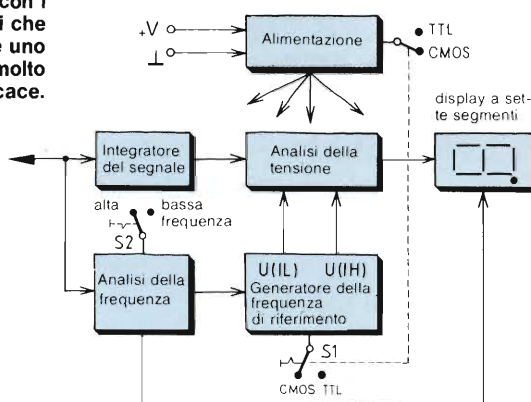 con i
i che
e uno
molto
cace.
+V
⊥
Alimentazione
TTL
CMOS
display a set-
te segmenti
Integratore
del segnale
Analisi della
tensione
alta
bassa
frequenza
S2
Analisi della
frequenza
U(IL) U(IH)
Generatore della
frequenza
di riferimento
S1
CMOS TTL